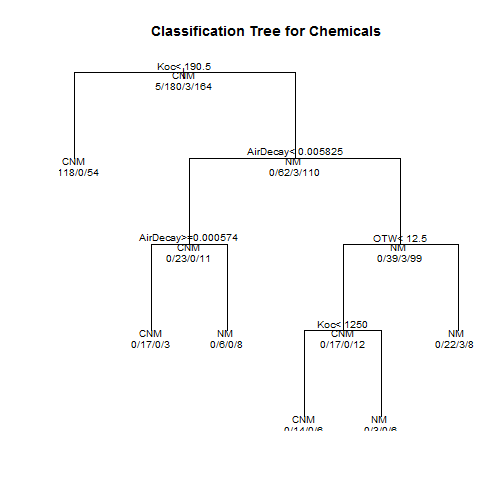 Classification Tree for Chemicals
Koc< 190.5
CNM
5/180/3/164
AirDecay< 0.005825
CNM
118/0/54
NM
0/62/3/110
AirDecay>=0.000574
CNM
0/23/0/11
OTW< 12.5
NM
0/39/3/99
CNM
0/17/0/3
NM
0/6/0/8
Koc< 1250
CNM
0/17/0/12
NM
0/22/3/8
CNM
0/14/0/6
NM
0/3/0/6